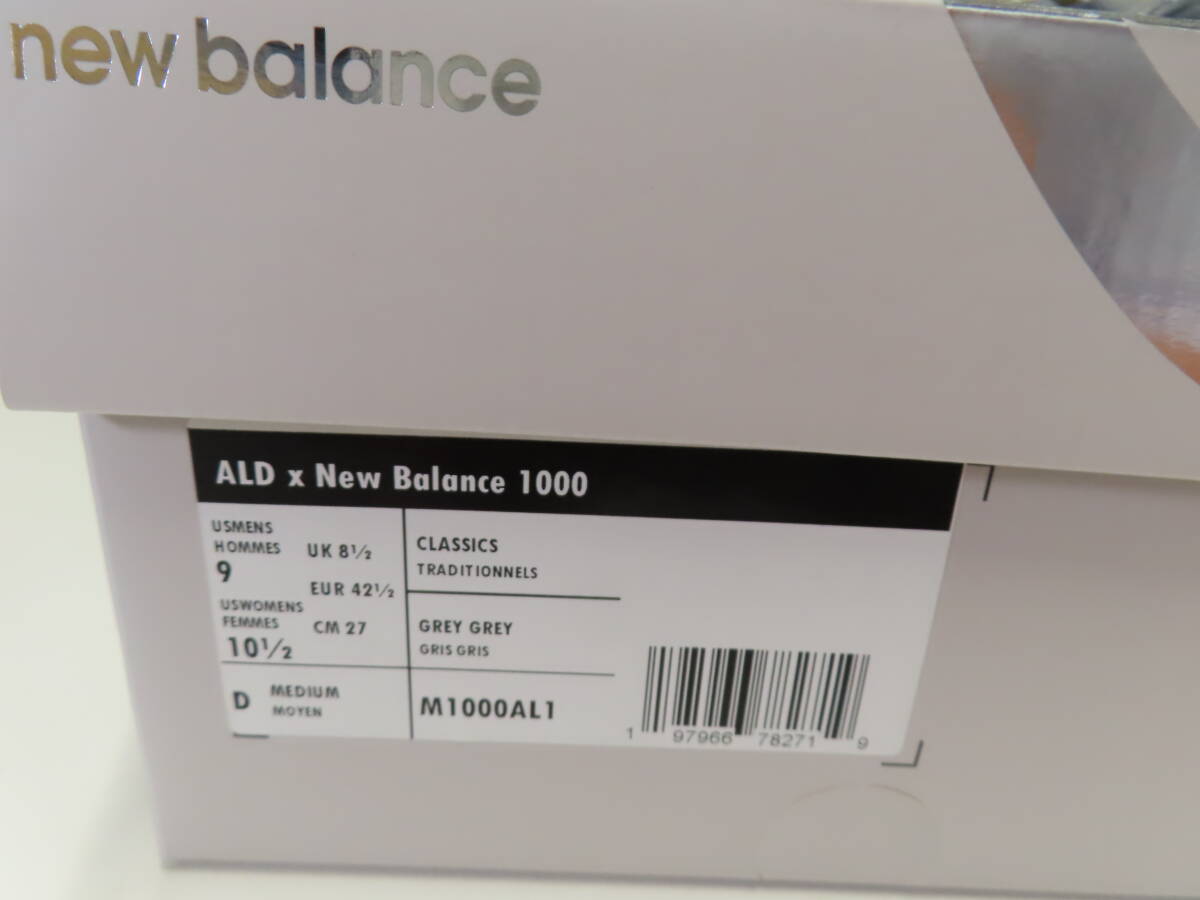 new balance
ALD x New Balance 1000
USMENS
HOMMES
9
UK 8½
EUR 42½
USWOMENS
FEMMES
10½
CM 27
D
MEDIUM
MOYEN
CLASSICS
TRADITIONNELS
GREY GREY
GRIS GRIS
M1000AL1
1 97966 78271 9